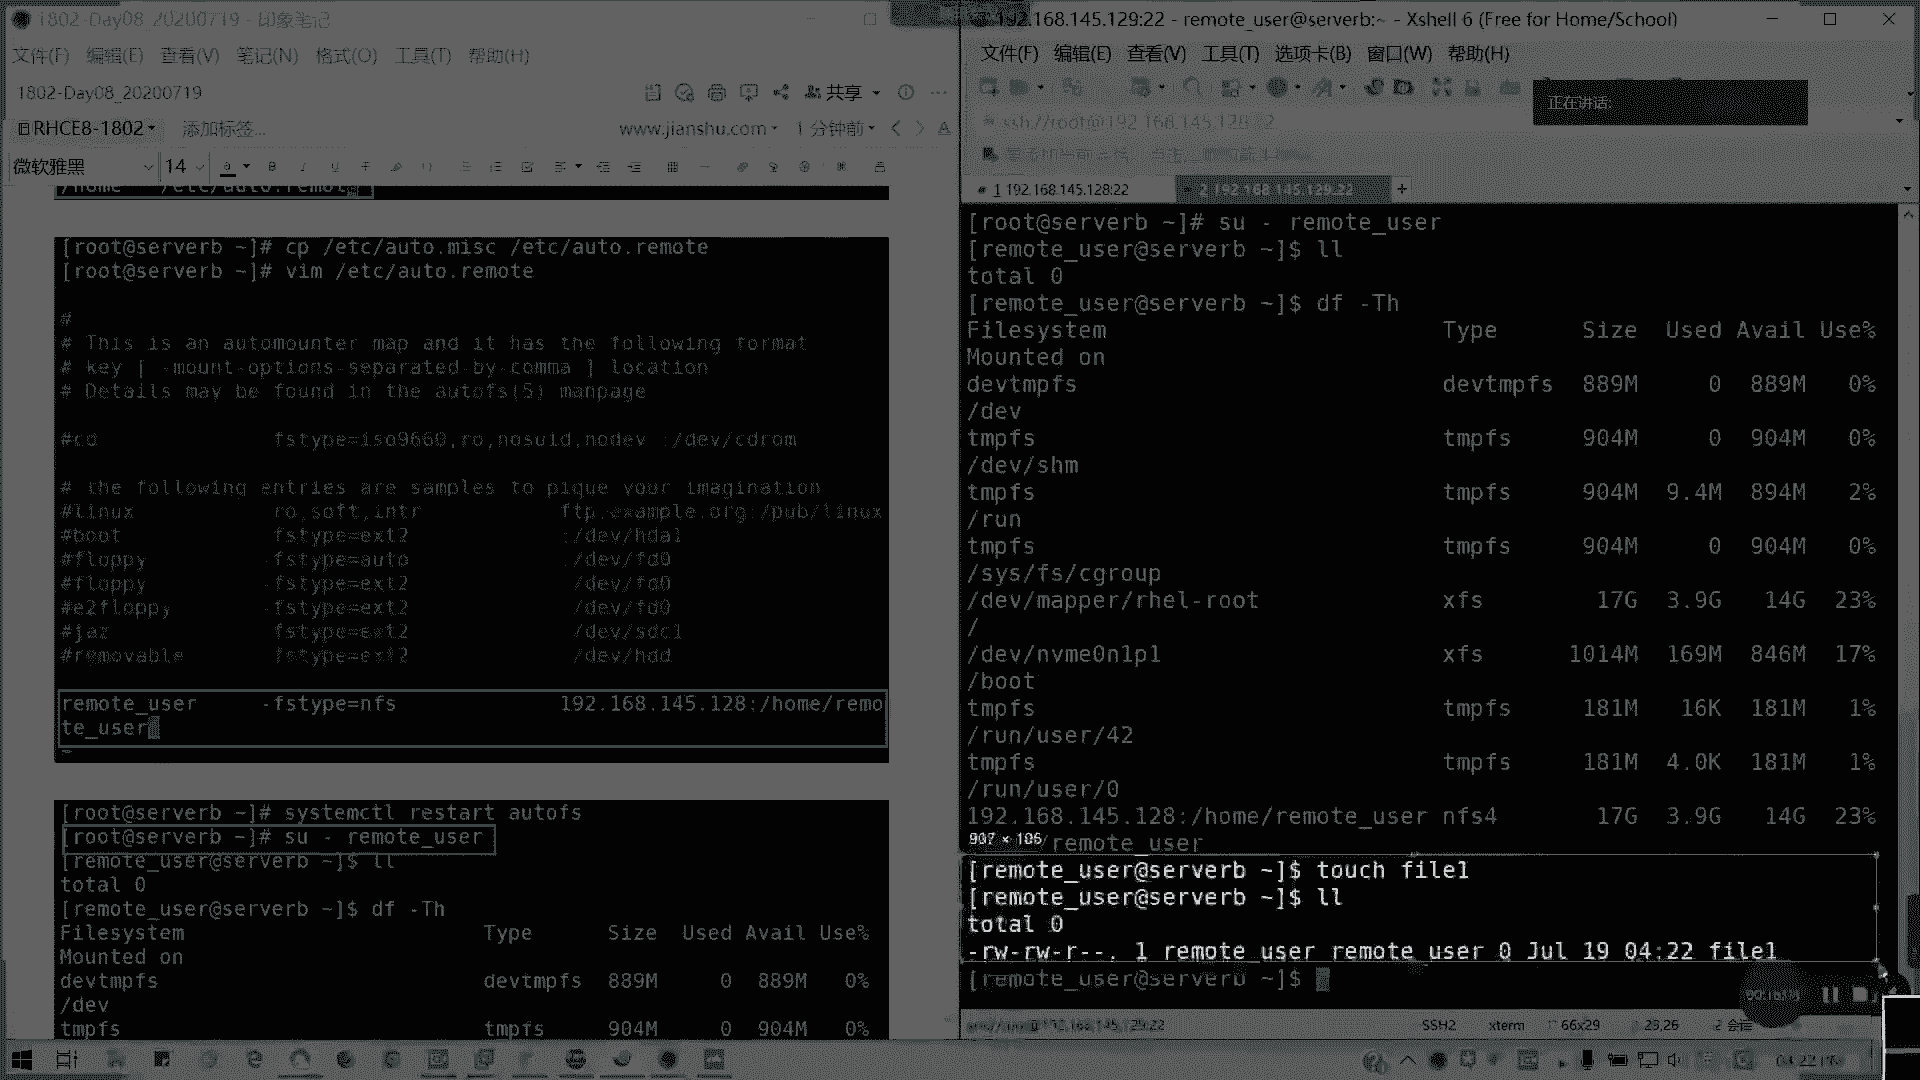 1802-Day08_20200719 - 印象笔记
文件(F) 编辑(E) 查看(V) 笔记(N) 格式(O) 工具(T) 帮助(H)
1802-Day08_20200719
共享
RHCE8-1802 添加标签...
www.jianshu.com 1 分钟前
微软雅黑 14
/home /etc/auto.remote
[root@serverb ~]# cp /etc/auto.misc /etc/auto.remote
[root@serverb ~]# vim /etc/auto.remote
#
# This is an automounter map and it has the following format
# key [ -mount-options-separated-by-comma ] location
# Details may be found in the autofs(5) manpage
#cd fstype=iso9660,ro,nosuid,nodev :/dev/cdrom
# the following entries are samples to pique your imagination
#linux ro,soft,intr ftp.example.org:/pub/linux
#boot fstype=ext2 :/dev/hda1
#floppy fstype=auto :/dev/fd0
#floppy -fstype=ext2 /dev/fd0
#e2floppy -fstype=ext2 /dev/fd0
#jaz fstype=ext2 /dev/sdc1
#removable fstype=ext2 /dev/hdd
remote_user -fstype=nfs 192.168.145.128:/home/remo
te_user
[root@serverb ~]# systemctl restart autofs
[root@serverb ~]# su - remote_user
[remote_user@serverb ~]$ ll
total 0
[remote_user@serverb ~]$ df -Th
Filesystem Type Size Used Avail Use%
Mounted on
devtmpfs devtmpfs 889M 0 889M 0%
/dev
tmpfs tmpfs 904M 0 904M 0%
192.168.145.129:22 - remote_user@serverb:~ - Xshell 6 (Free for Home/School)
文件(F) 编辑(E) 查看(V) 工具(T) 选项卡(B) 窗口(W) 帮助(H)
正在讲话:
ssh://root@192.168.145.129:22
1 192.168.145.128:22
2 192.168.145.129:22
[root@serverb ~]# su - remote_user
[remote_user@serverb ~]$ ll
total 0
[remote_user@serverb ~]$ df -Th
Filesystem Type Size Used Avail Use%
Mounted on
devtmpfs devtmpfs 889M 0 889M 0%
/dev
tmpfs tmpfs 904M 0 904M 0%
/dev/shm
tmpfs tmpfs 904M 9.4M 894M 2%
/run
tmpfs tmpfs 904M 0 904M 0%
/sys/fs/cgroup
/dev/mapper/rhel-root xfs 17G 3.9G 14G 23%
/
/dev/nvme0n1p1 xfs 1014M 169M 846M 17%
/boot
tmpfs tmpfs 181M 16K 181M 1%
/run/user/42
tmpfs tmpfs 181M 4.0K 181M 1%
/run/user/0
192.168.145.128:/home/remote_user nfs4 17G 3.9G 14G 23%
/remote_user
[remote_user@serverb ~]$ touch file1
[remote_user@serverb ~]$ ll
total 0
-rw-rw-r--. 1 remote_user remote_user 0 Jul 19 04:22 file1
[remote_user@serverb ~]$
SSH2 xterm 66x29 29,26 2 会话